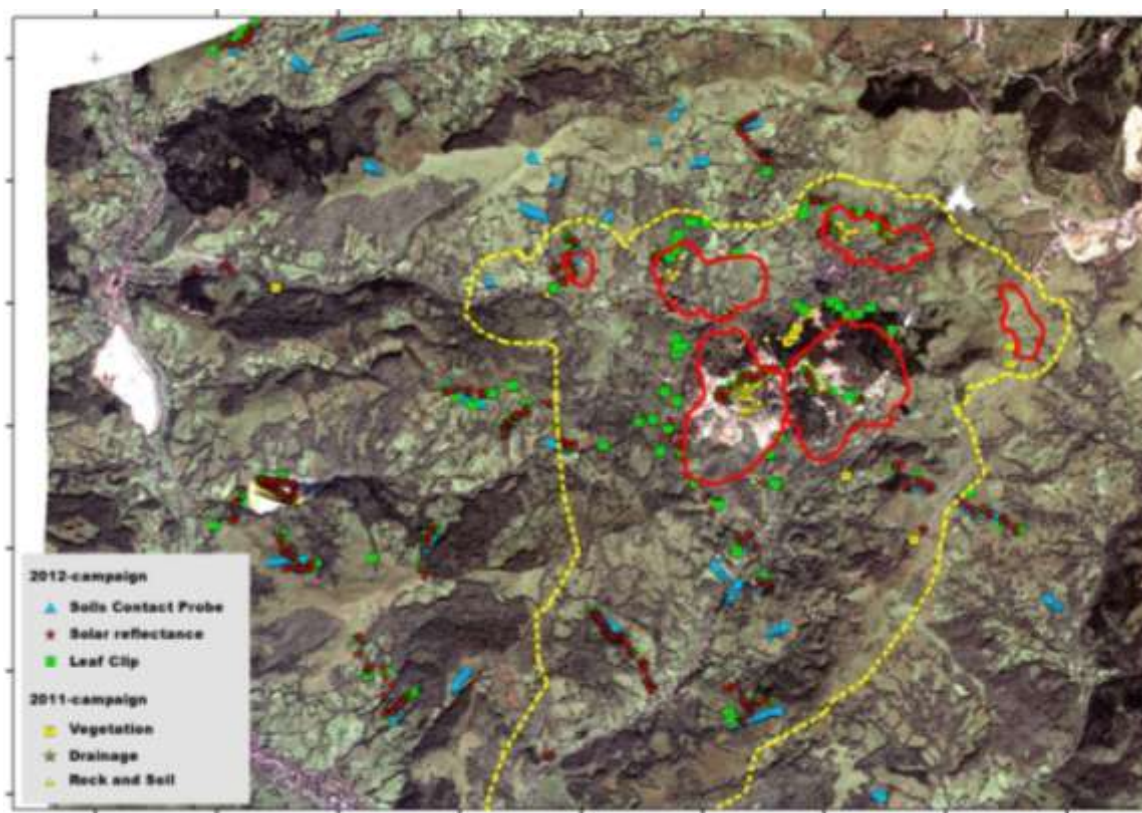 2012-campaign
Soils Contact Probe
Solar reflectance
Leaf Clip
2011-campaign
Vegetation
Drainage
Rock and Soil